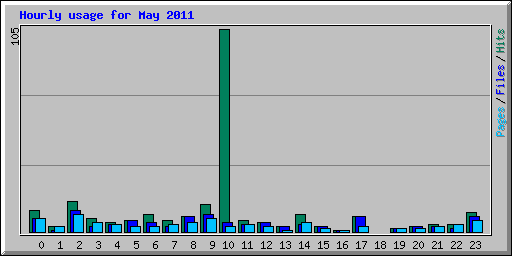 Hourly usage for May 2011
105
Pages/Files/Hits
0 1 2 3 4 5 6 7 8 9 10 11 12 13 14 15 16 17 18 19 20 21 22 23